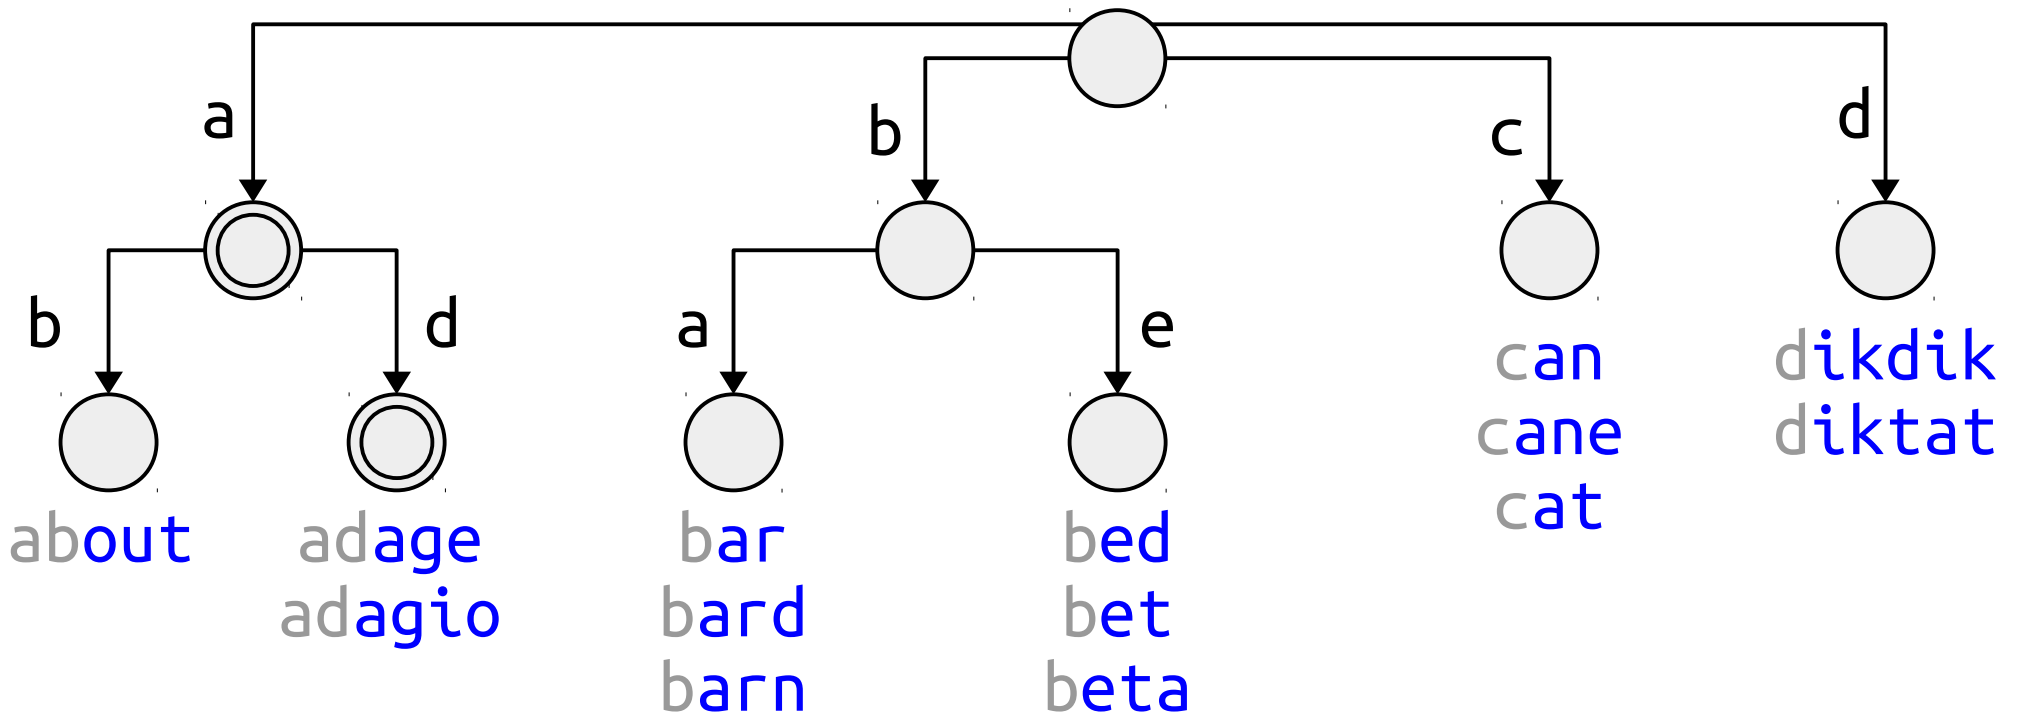 a
b
c
d
b
d
a
e
can
cane
cat
dikdik
diktat
about
adage
adagio
bar
bard
barn
bed
bet
beta